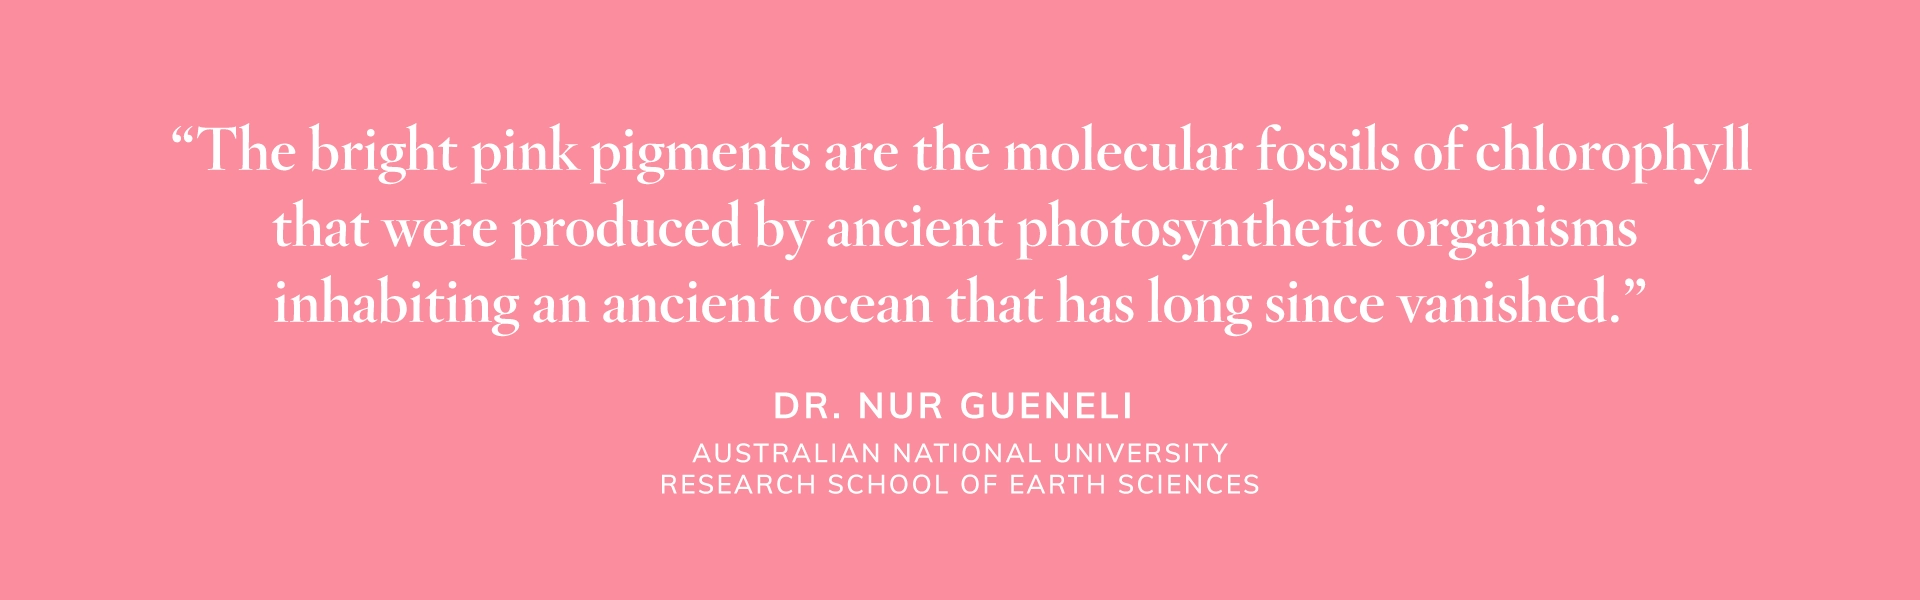 “The bright pink pigments are the molecular fossils of chlorophyll
that were produced by ancient photosynthetic organisms
inhabiting an ancient ocean that has long since vanished.”
DR. NUR GUENELI
AUSTRALIAN NATIONAL UNIVERSITY
RESEARCH SCHOOL OF EARTH SCIENCES